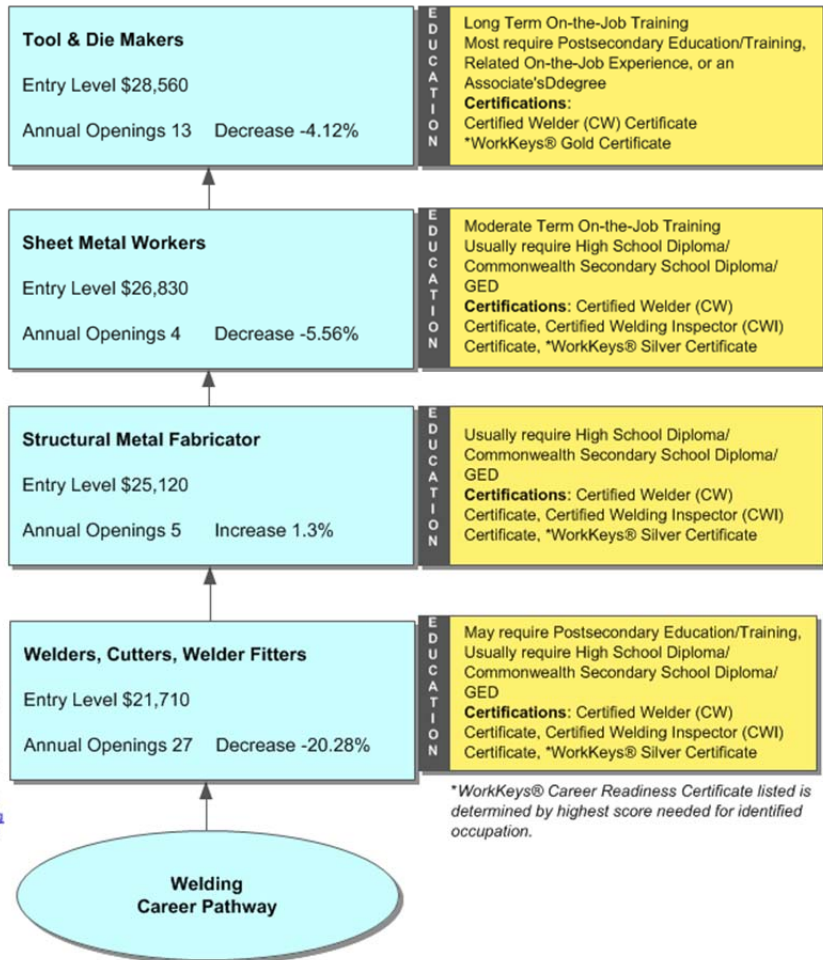 Tool & Die Makers
Entry Level $28,560
Annual Openings 13 Decrease -4.12%
EDUCATION
Long Term On-the-Job Training
Most require Postsecondary Education/Training,
Related On-the-Job Experience, or an
Associate'sDdegree
Certifications:
Certified Welder (CW) Certificate
*WorkKeys® Gold Certificate
Sheet Metal Workers
Entry Level $26,830
Annual Openings 4 Decrease -5.56%
EDUCATION
Moderate Term On-the-Job Training
Usually require High School Diploma/
Commonwealth Secondary School Diploma/
GED
Certifications: Certified Welder (CW)
Certificate, Certified Welding Inspector (CWI)
Certificate, *WorkKeys® Silver Certificate
Structural Metal Fabricator
Entry Level $25,120
Annual Openings 5 Increase 1.3%
EDUCATION
Usually require High School Diploma/
Commonwealth Secondary School Diploma/
GED
Certifications: Certified Welder (CW)
Certificate, Certified Welding Inspector (CWI)
Certificate, *WorkKeys® Silver Certificate
Welders, Cutters, Welder Fitters
Entry Level $21,710
Annual Openings 27 Decrease -20.28%
EDUCATION
May require Postsecondary Education/Training,
Usually require High School Diploma/
Commonwealth Secondary School Diploma/
GED
Certifications: Certified Welder (CW)
Certificate, Certified Welding Inspector (CWI)
Certificate, *WorkKeys® Silver Certificate
*WorkKeys® Career Readiness Certificate listed is
determined by highest score needed for identified
occupation.
Welding
Career Pathway